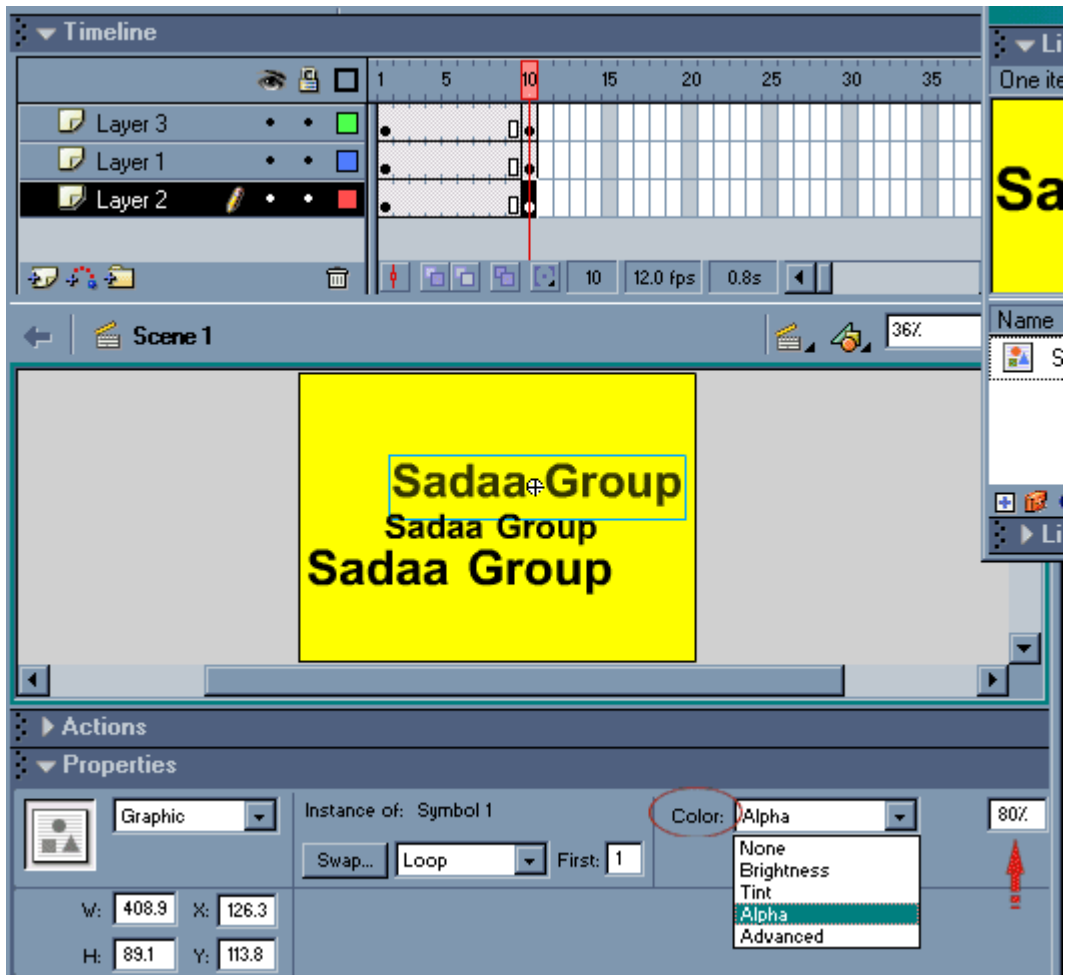 Timeline
Li
1 5 10 15 20 25 30 35
One ite
Layer 3
Layer 1
Layer 2
Sa
10 12.0 fps 0.8s
Scene 1
36%
Name
S
Sadaa Group
Sadaa Group
Sadaa Group
Li
Actions
Properties
Graphic
Instance of: Symbol 1
Color: Alpha
80%
Swap... Loop First: 1
None
Brightness
Tint
Alpha
Advanced
W: 408.9 X: 126.3
H: 89.1 Y: 113.8